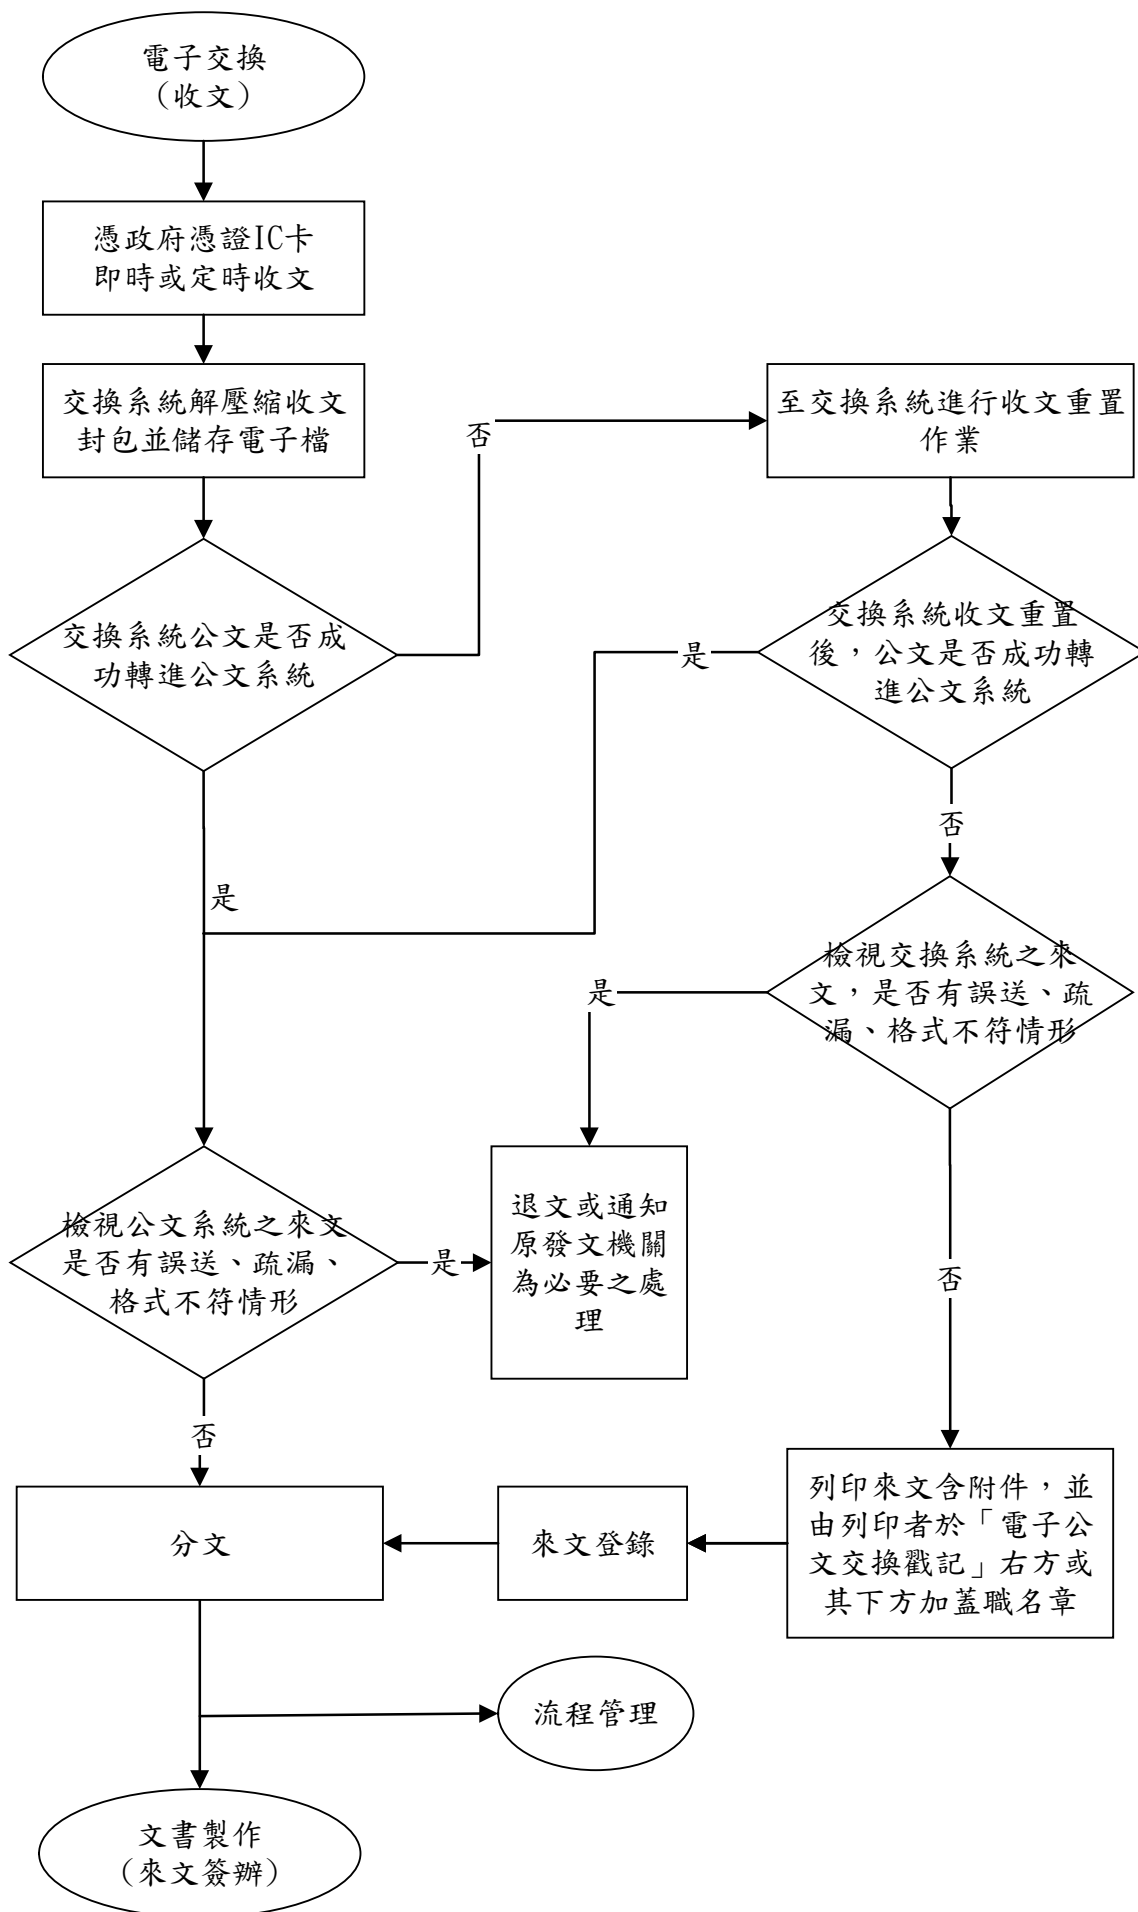 電子交換
（收文）
憑政府憑證IC卡
即時或定時收文
交換系統解壓縮收文
封包並儲存電子檔
否
至交換系統進行收文重置
作業
交換系統公文是否成
功轉進公文系統
是
交換系統收文重置
後，公文是否成功轉
進公文系統
否
是
檢視交換系統之來
文，是否有誤送、疏
漏、格式不符情形
是
檢視公文系統之來文
是否有誤送、疏漏、
格式不符情形
是
退文或通知
原發文機關
為必要之處
理
否
否
分文
來文登錄
列印來文含附件，並
由列印者於「電子公
文交換戳記」右方或
其下方加蓋職名章
流程管理
文書製作
（來文簽辦）